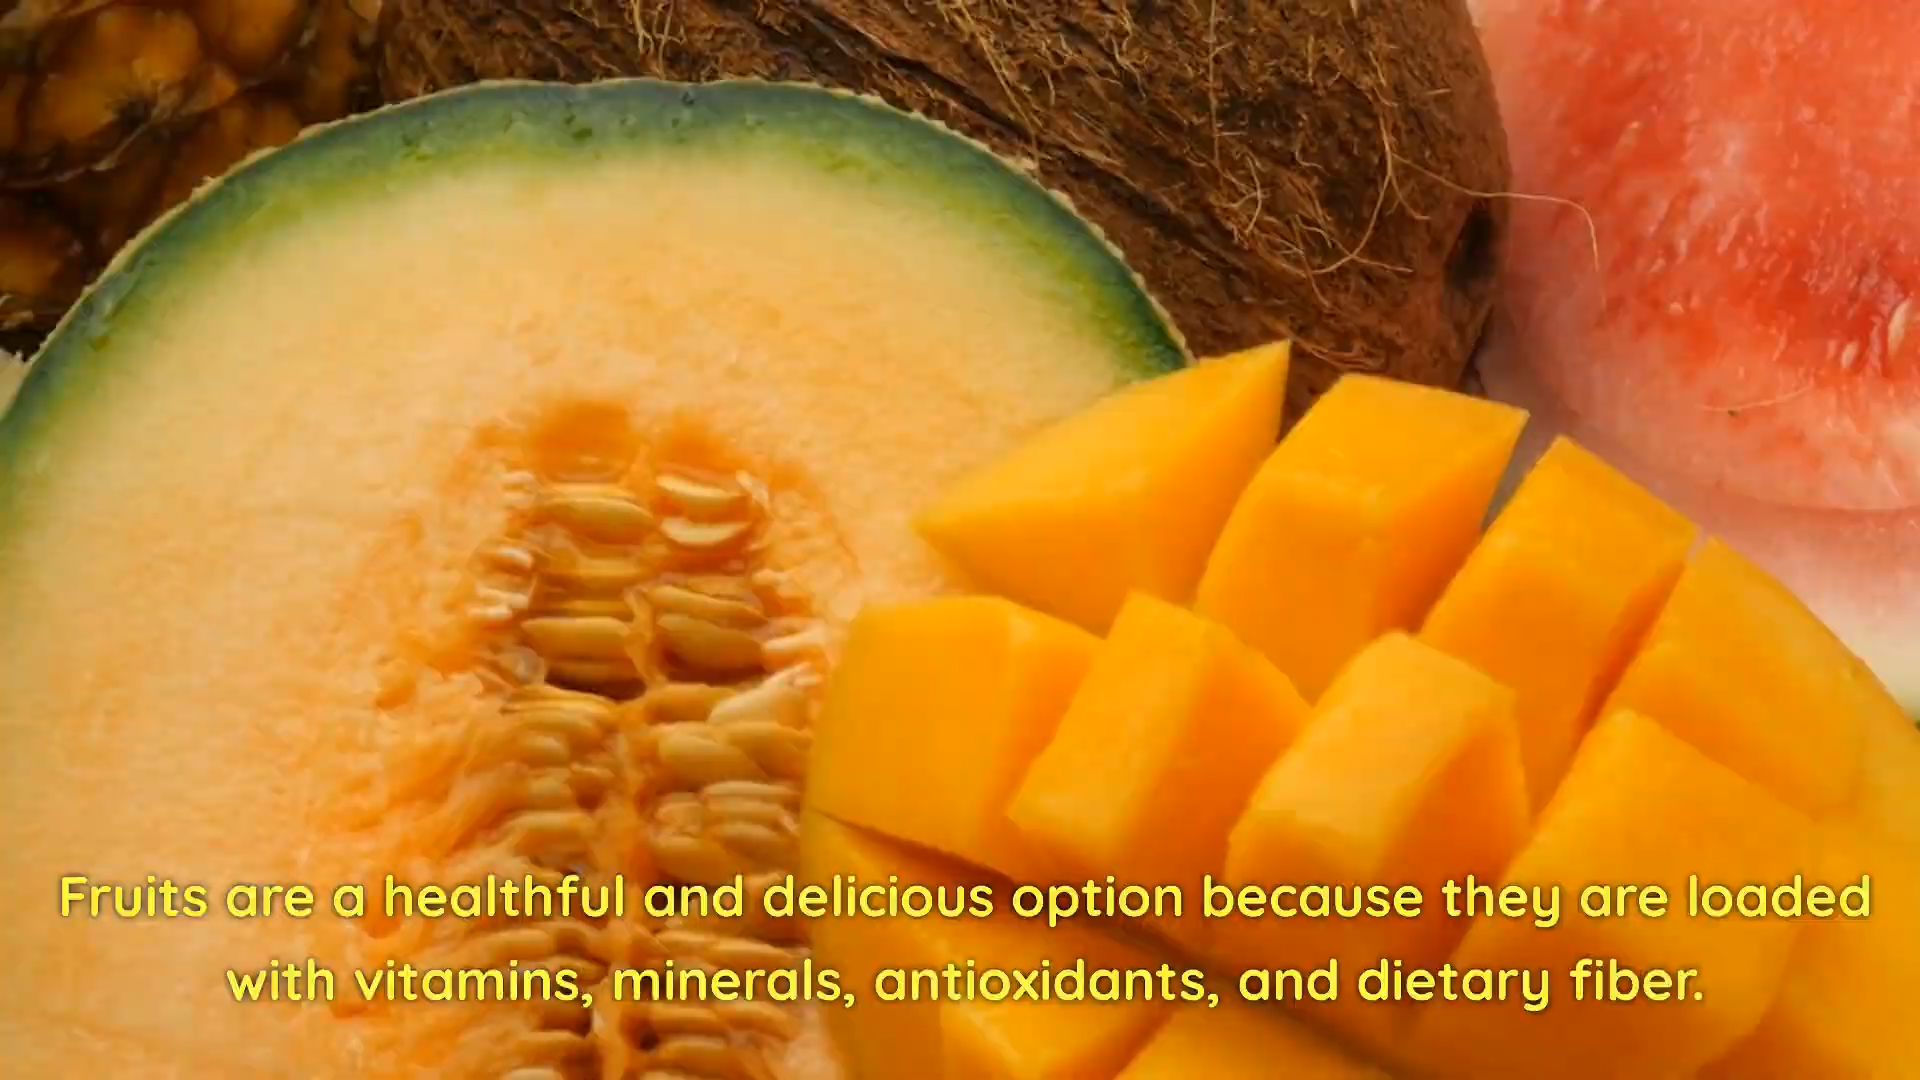 Fruits are a healthful and delicious option because they are loaded
with vitamins, minerals, antioxidants, and dietary fiber.